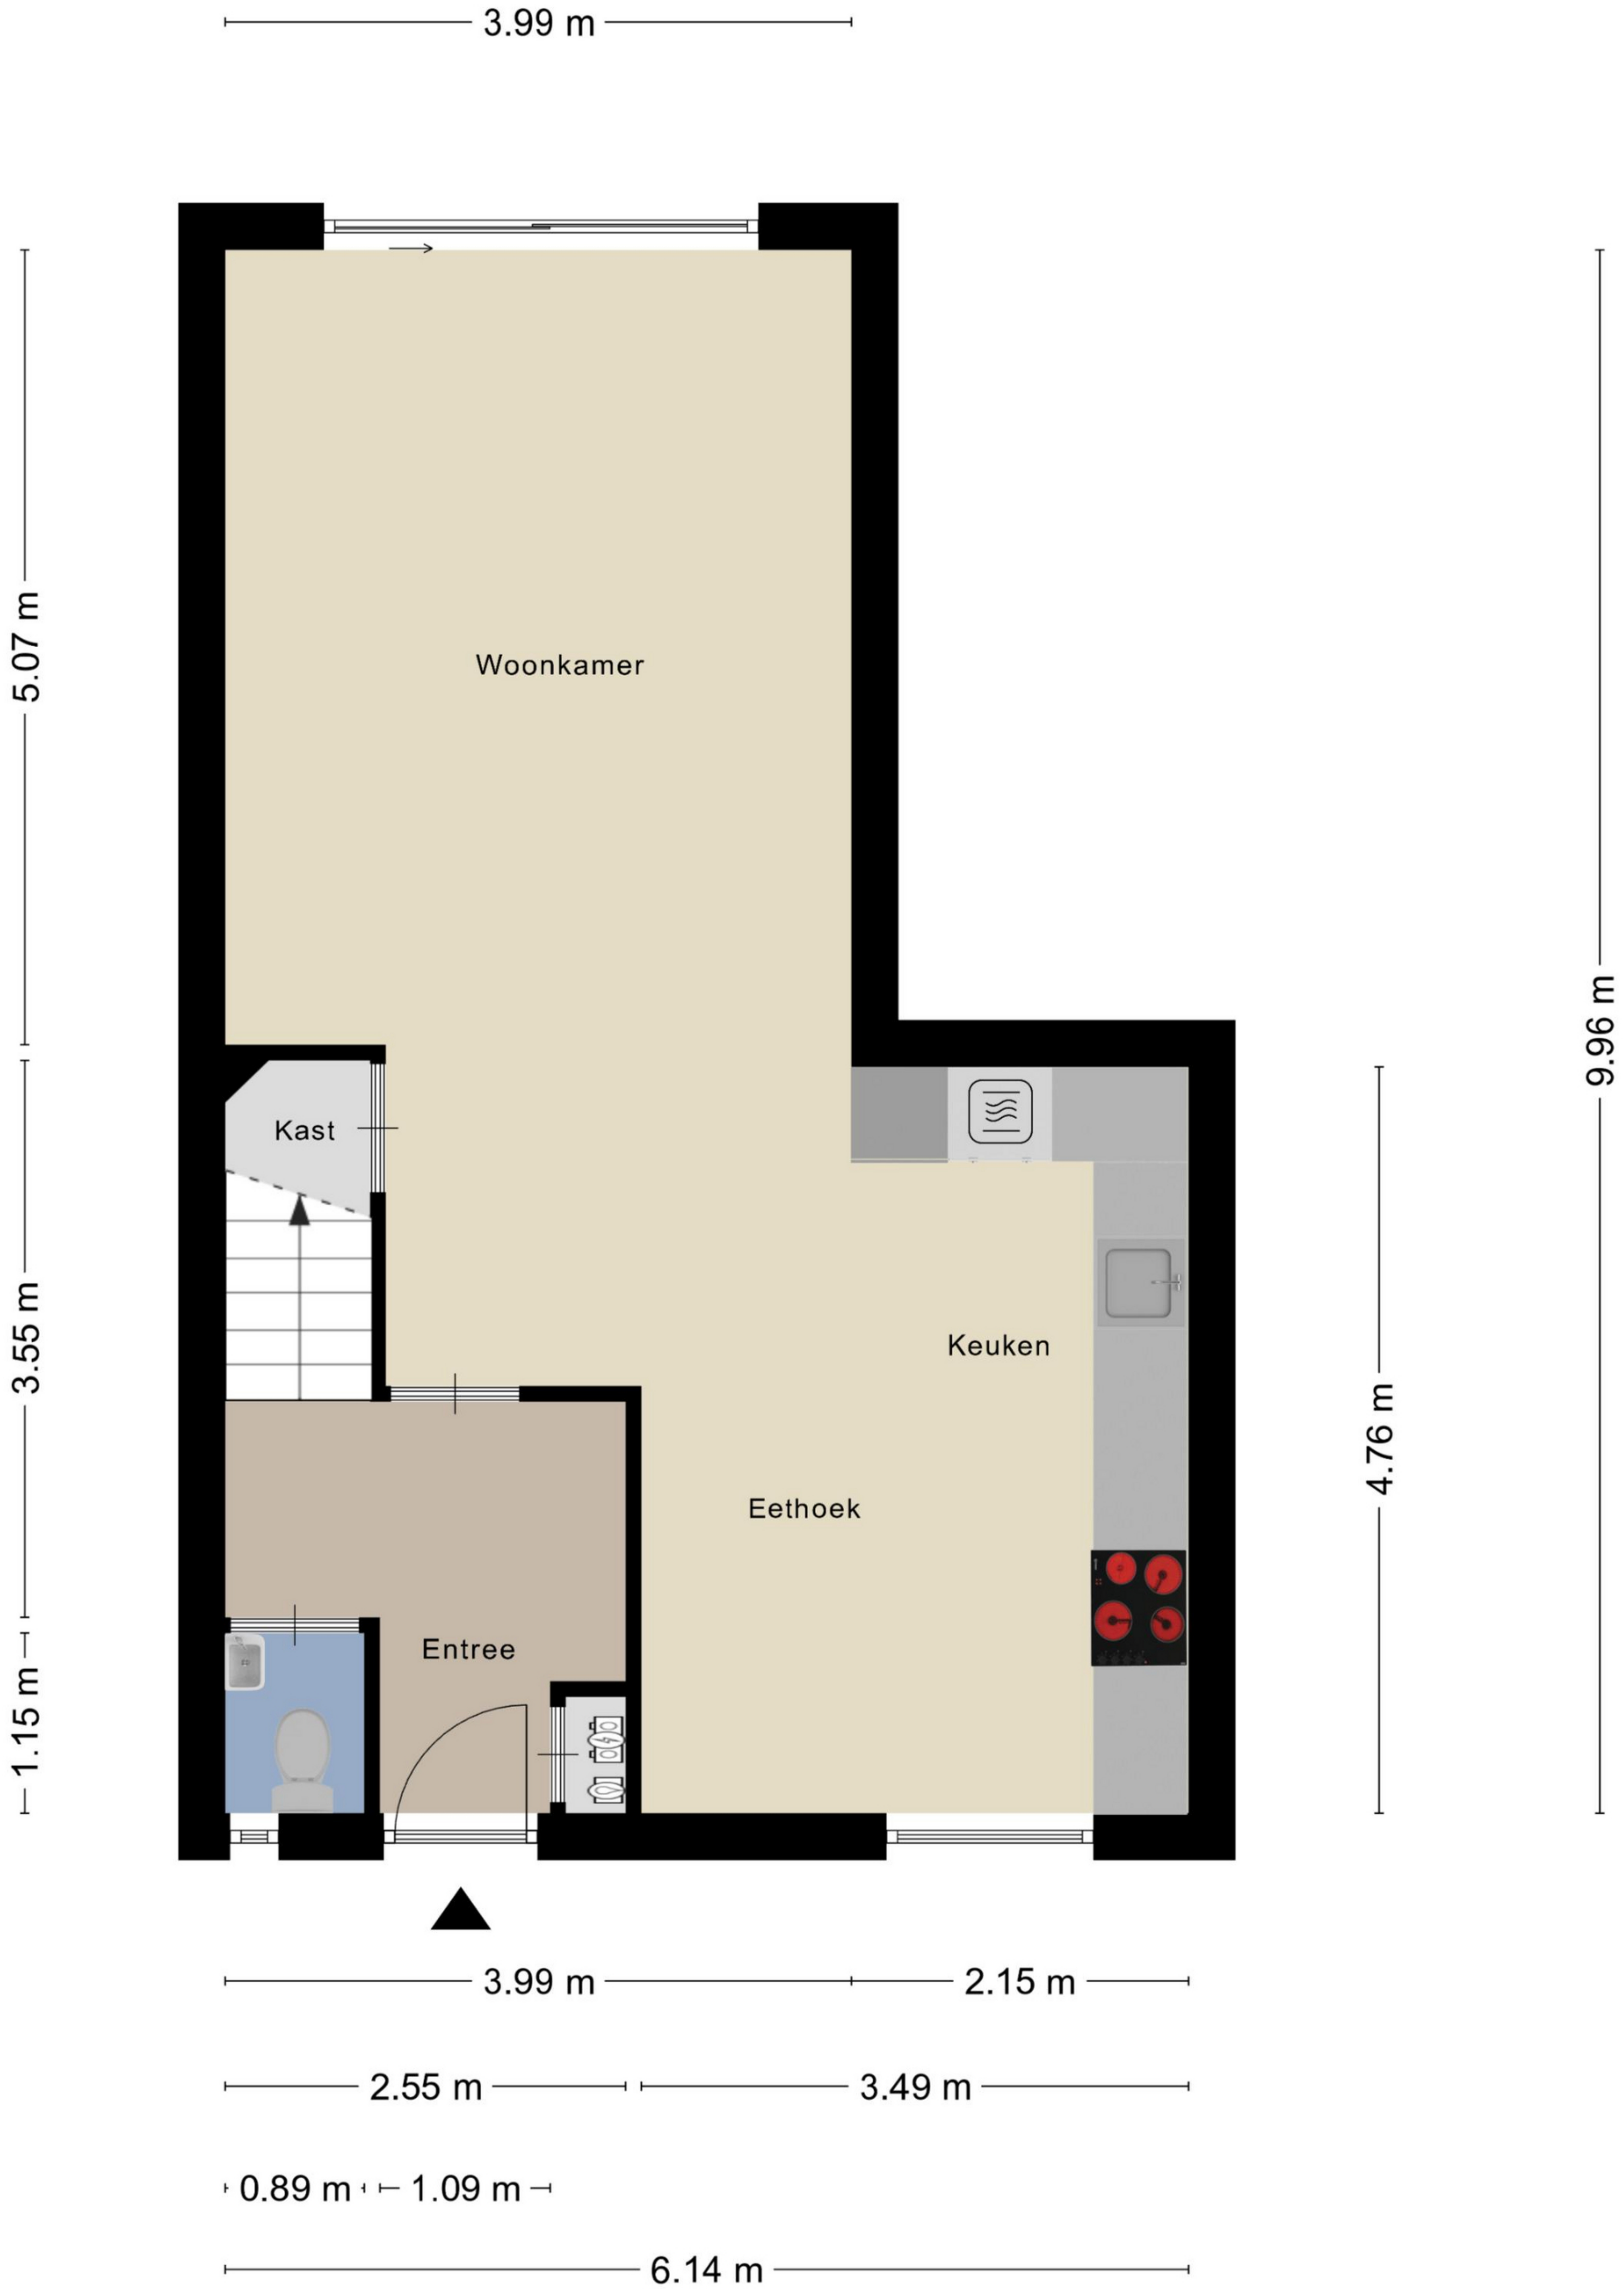 3.99 m
5.07 m
Woonkamer
9.96 m
Kast
3.55 m
Keuken
4.76 m
Eethoek
Entree
1.15 m
3.99 m
2.15 m
2.55 m
3.49 m
0.89 m
1.09 m
6.14 m